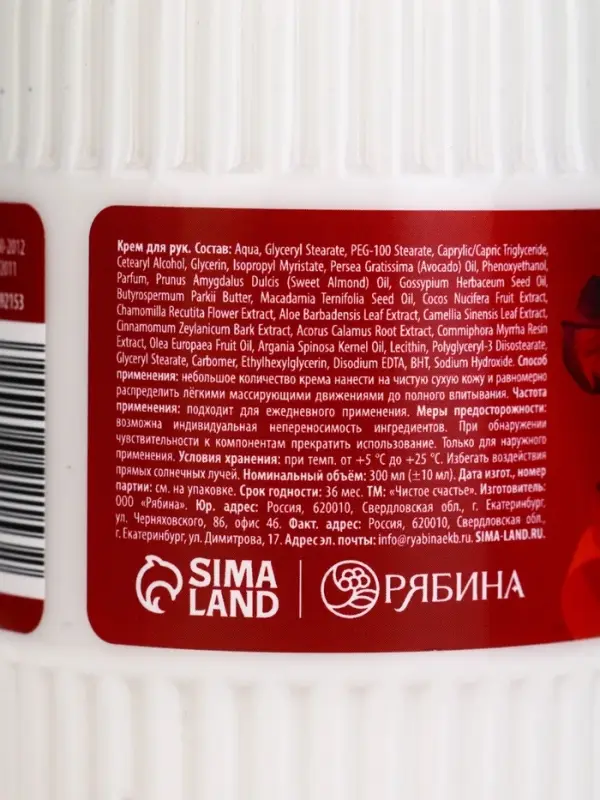 -2012
2011
2153
Крем для рук. Состав: Aqua, Glyceryl Stearate, PEG-100 Stearate, Caprylic/Capric Triglyceride,
Cetearyl Alcohol, Glycerin, Isopropyl Myristate, Persea Gratissima (Avocado) Oil, Phenoxyethanol,
Parfum, Prunus Amygdalus Dulcis (Sweet Almond) Oil, Gossypium Herbaceum Seed Oil,
Butyrospermum Parkii Butter, Macadamia Ternifolia Seed Oil, Cocos Nucifera Fruit Extract,
Chamomilla Recutita Flower Extract, Aloe Barbadensis Leaf Extract, Camellia Sinensis Leaf Extract,
Cinnamomum Zeylanicum Bark Extract, Acorus Calamus Root Extract, Commiphora Myrrha Resin
Extract, Olea Europaea Fruit Oil, Argania Spinosa Kernel Oil, Lecithin, Polyglyceryl-3 Diisostearate,
Glyceryl Stearate, Carbomer, Ethylhexylglycerin, Disodium EDTA, BHT, Sodium Hydroxide. Способ
применения: небольшое количество крема нанести на чистую сухую кожу и равномерно
распределить лёгкими массирующими движениями до полного впитывания. Частота
применения: подходит для ежедневного применения. Меры предосторожности:
возможна индивидуальная непереносимость ингредиентов. При обнаружении
чувствительности к компонентам прекратить использование. Только для наружного
применения. Условия хранения: при темп. от +5 °C до +25 °C. Избегать воздействия
прямых солнечных лучей. Номинальный объём: 300 мл (±10 мл). Дата изгот., номер
партии: см. на упаковке. Срок годности: 36 мес. ТМ: «Чистое счастье». Изготовитель:
ООО «Рябина». Юр. адрес: Россия, 620010, Свердловская обл., г. Екатеринбург,
ул. Черняховского, 86, офис 46. Факт. адрес: Россия, 620010, Свердловская обл.,
г. Екатеринбург, ул. Димитрова, 17. Адрес эл. почты: info@ryabinaekb.ru. SIMA-LAND.RU.
SIMA
LAND
РЯБИНА